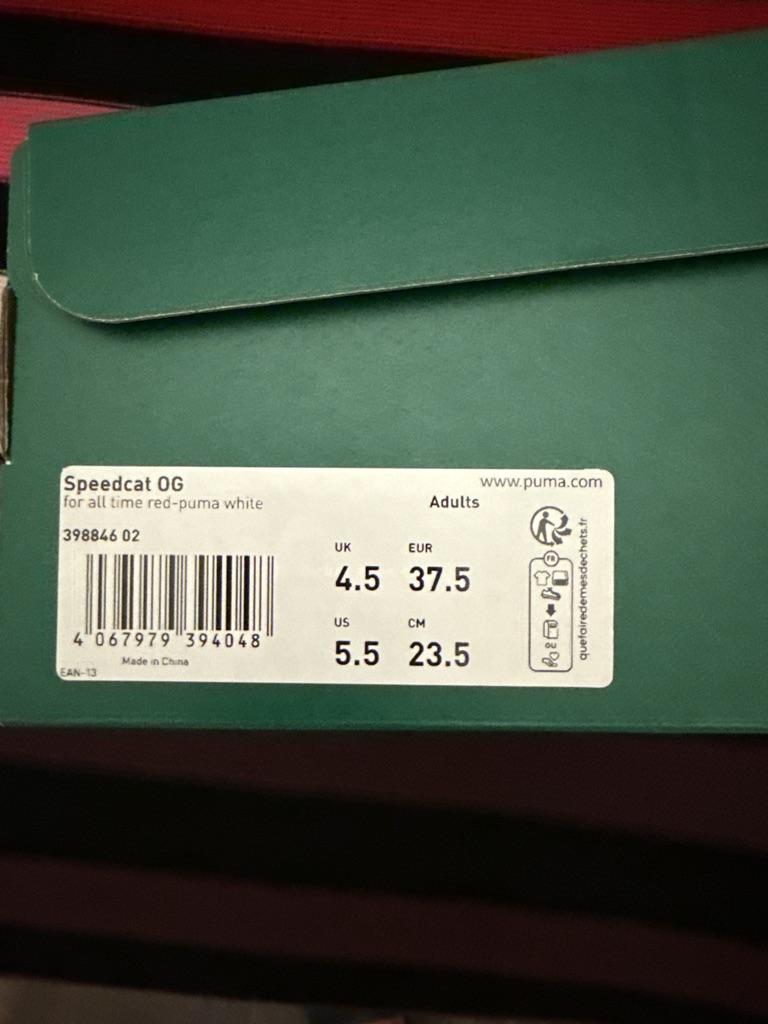 Speedcat OG
www.puma.com
for all time red-puma white
Adults
398846 02
UK
EUR
4.5
37.5
US
CM
5.5
23.5
4 067979 394048
Made in China
EAN-13
FR
OU
quefairedemesdechets.fr